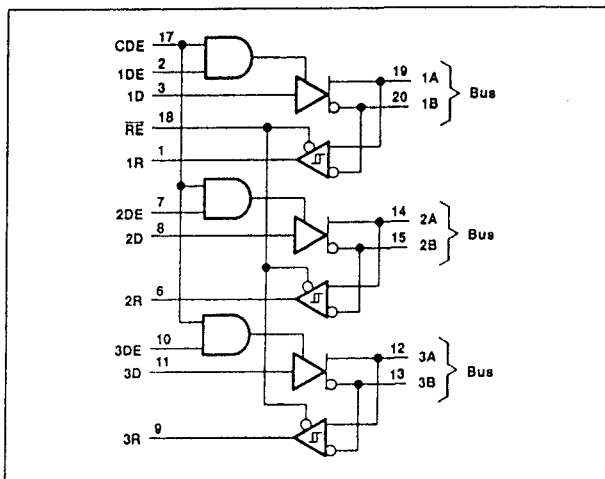 CDE 17
1DE 2
1D 3
RE 18
1R 1
19 1A
20 1B
Bus
2DE 7
2D 8
2R 6
14 2A
15 2B
Bus
3DE 10
3D 11
3R 9
12 3A
13 3B
Bus